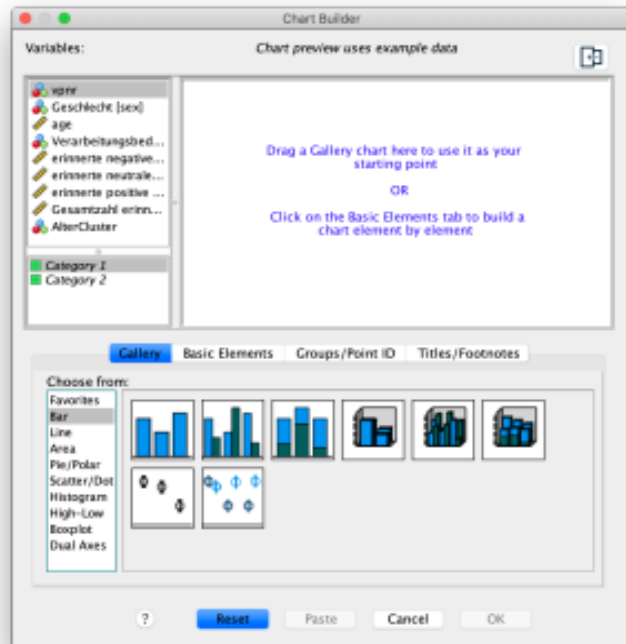 Chart Builder
Variables:
Chart preview uses example data
vpnr
Geschlecht [sex]
age
Verarbeitungsbed...
erinnerte negative...
erinnerte neutrale...
erinnerte positive ...
Gesamtzahl erinn...
AlterCluster
Category 1
Category 2
Drag a Gallery chart here to use it as your
starting point
OR
Click on the Basic Elements tab to build a
chart element by element
Gallery Basic Elements Groups/Point ID Titles/Footnotes
Choose from:
Favorites
Bar
Line
Area
Pie/Polar
Scatter/Dot
Histogram
High-Low
Boxplot
Dual Axes
? Reset Paste Cancel OK